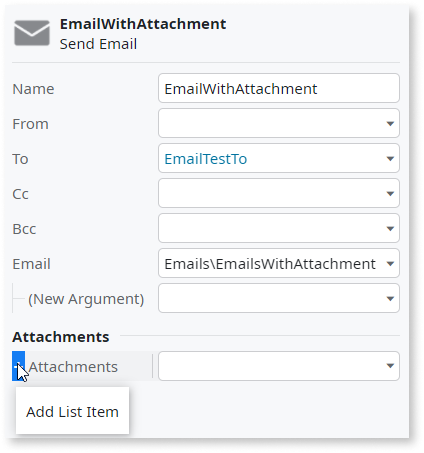 EmailWithAttachment
Send Email
Name EmailWithAttachment
From
To EmailTestTo
Cc
Bcc
Email Emails\EmailsWithAttachment
(New Argument)
Attachments
Attachments
Add List Item